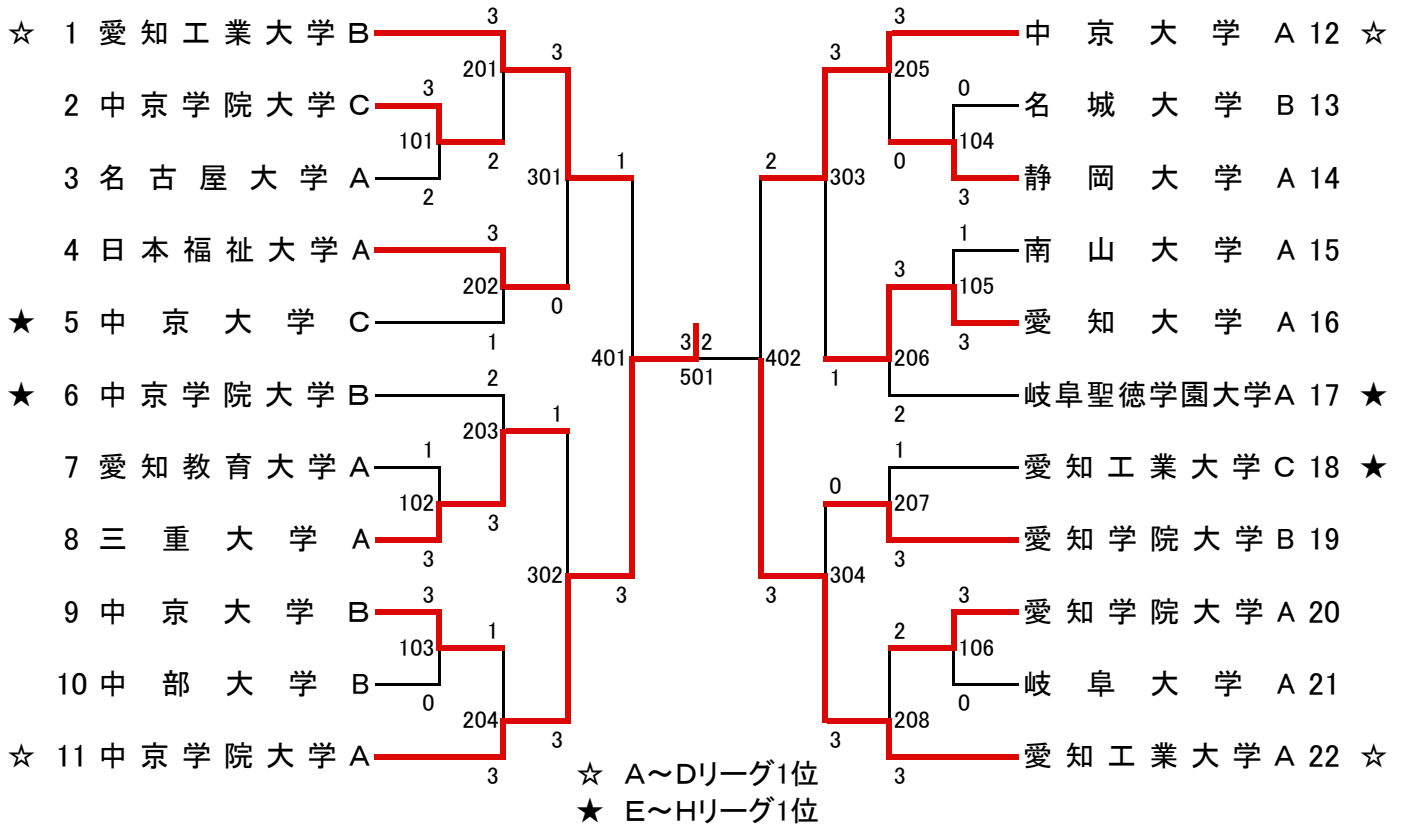 3 3
☆ 1 愛知工業大学B 中京大学A 12 ☆
3 3
201 205
3 0
2 中京学院大学C 名城大学B 13
101 104
2 1 2 0
3 名古屋大学A 301 303 静岡大学A 14
2 3
3 1
4 日本福祉大学A 南山大学A 15
3
202 105
0
★ 5 中京大学C 愛知大学A 16
1 3 2 3
401 402 206
2 501 1
★ 6 中京学院大学B 岐阜聖徳学園大学A 17 ★
1 2
203
1 1
7 愛知教育大学A 愛知工業大学C 18 ★
0
102 207
3
8 三重大学A 愛知学院大学B 19
3 3
302 304
3 3 3 3
9 中京大学B 愛知学院大学A 20
1 2
103 106
10 中部大学B 岐阜大学A 21
0 0
204 208
3 3
☆ 11 中京学院大学A 愛知工業大学A 22 ☆
3 3
☆ A~Dリーグ1位
★ E~Hリーグ1位